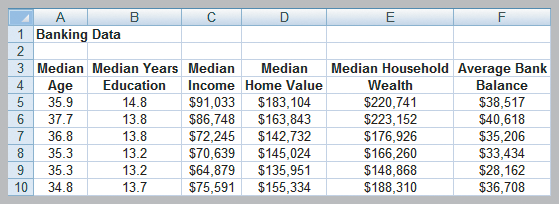 A B C D E F
1 Banking Data
2
3 Median Median Years Median Median Median Household Average Bank
4 Age Education Income Home Value Wealth Balance
5 35.9 14.8 $91,033 $183,104 $220,741 $38,517
6 37.7 13.8 $86,748 $163,843 $223,152 $40,618
7 36.8 13.8 $72,245 $142,732 $176,926 $35,206
8 35.3 13.2 $70,639 $145,024 $166,260 $33,434
9 35.3 13.2 $64,879 $135,951 $148,868 $28,162
10 34.8 13.7 $75,591 $155,334 $188,310 $36,708